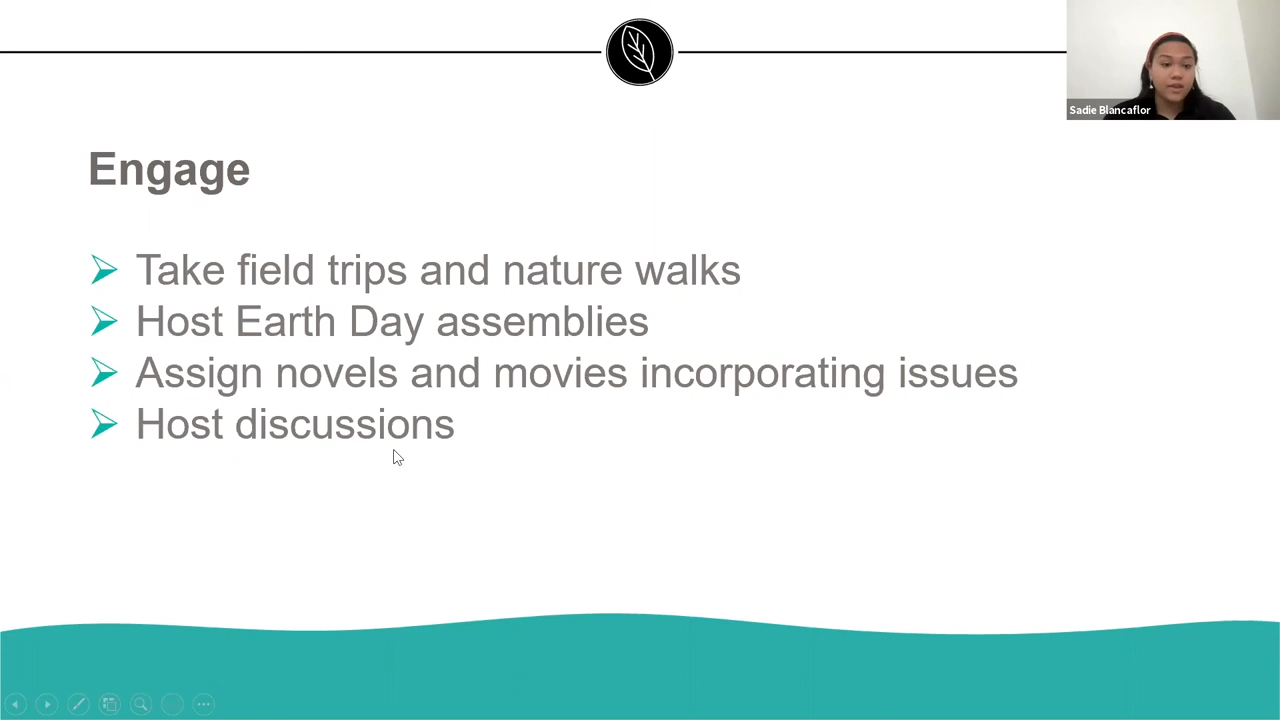 Sadie Blancaflor
Engage
Take field trips and nature walks
Host Earth Day assemblies
Assign novels and movies incorporating issues
Host discussions